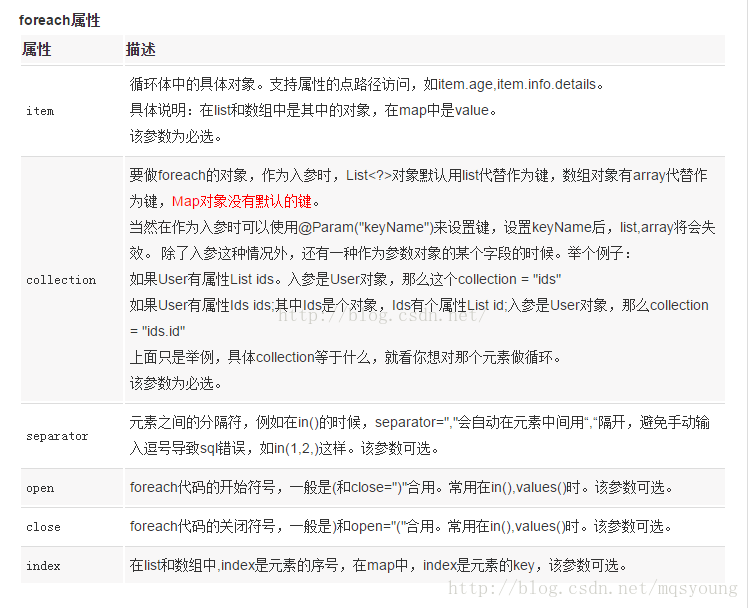 foreach属性
属性 描述
item
循环体中的具体对象。支持属性的点路径访问，如item.age,item.info.details。
具体说明：在list和数组中是其中的对象，在map中是value。
该参数为必选。
collection
要做foreach的对象，作为入参时，List<?>对象默认用list代替作为键，数组对象有array代替作
为键，Map对象没有默认的键。
当然在作为入参时可以使用@Param("keyName")来设置键，设置keyName后，list,array将会失
效。 除了入参这种情况外，还有一种作为参数对象的某个字段的时候。举个例子：
如果User有属性List ids。入参是User对象，那么这个collection = "ids"
如果User有属性Ids ids;其中Ids是个对象，Ids有个属性List id;入参是User对象，那么collection
= "ids.id"
上面只是举例，具体collection等于什么，就看你想对那个元素做循环。
该参数为必选。
separator
元素之间的分隔符，例如在in()的时候，separator=","会自动在元素中间用“,“隔开，避免手动输
入逗号导致sql错误，如in(1,2,)这样。该参数可选。
open
foreach代码的开始符号，一般是(和close=")"合用。常用在in(),values()时。该参数可选。
close
foreach代码的关闭符号，一般是)和open="("合用。常用在in(),values()时。该参数可选。
index
在list和数组中,index是元素的序号，在map中，index是元素的key，该参数可选。
http://blog.csdn.net/
http://blog.csdn.net/mqsyoung